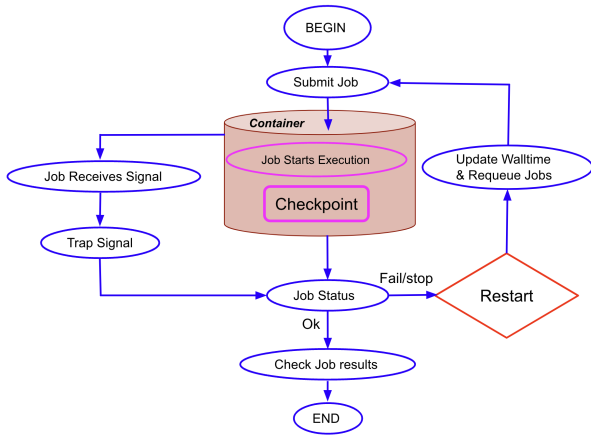 BEGIN
Submit Job
Container
Job Starts Execution
Checkpoint
Job Receives Signal
Trap Signal
Update Walltime
& Requeue Jobs
Job Status
Fail/stop
Restart
Ok
Check Job results
END